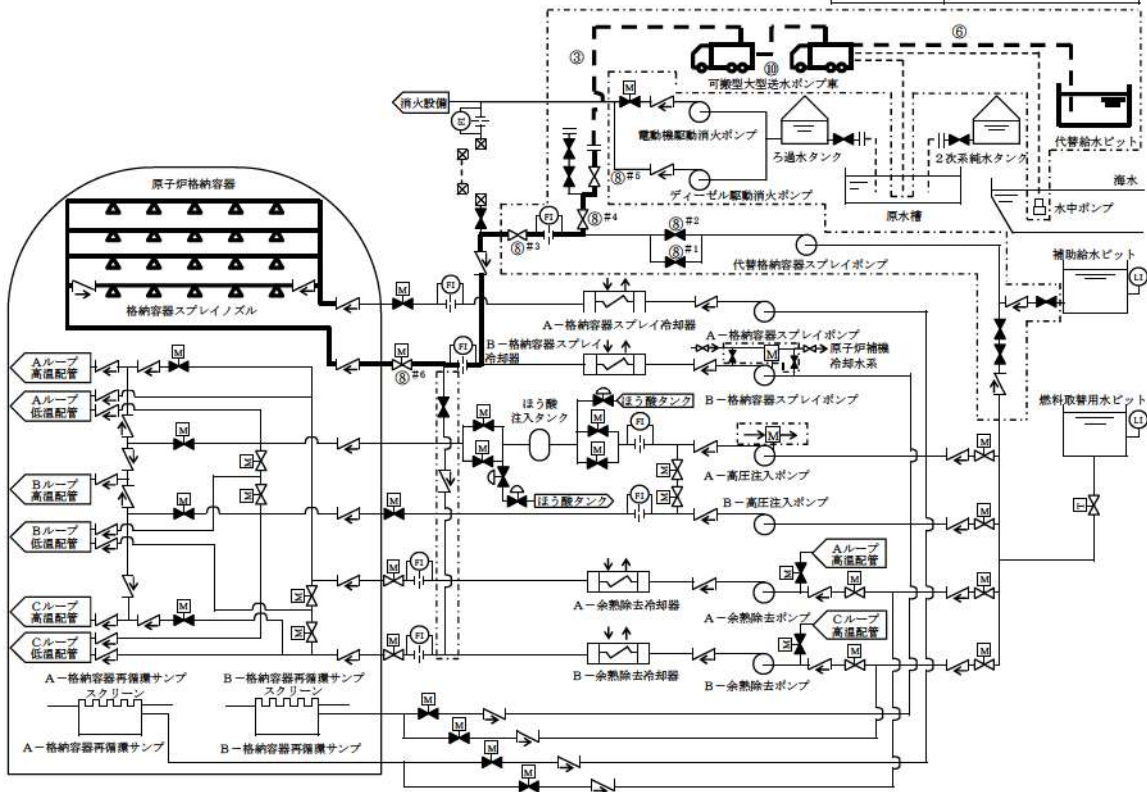 ③
⑥
⑩
可搬型大型送水ポンプ車
消火設備
M
FI
電動機駆動消火ポンプ
ろ過水タンク
2次系純水タンク
代替給水ピット
⑧#5
ディーゼル駆動消火ポンプ
原水槽
海水
水中ポンプ
原子炉格納容器
⑧#4
⑧#3
FI
⑧#2
⑧#1
代替格納容器スプレイポンプ
補助給水ピット
LI
格納容器スプレイノズル
M
FI
A-格納容器スプレイ冷却器
A-格納容器スプレイポンプ
B-格納容器スプレイ
冷却器
M
⑧#6
FI
M
原子炉補機
冷却水系
B-格納容器スプレイポンプ
燃料取替用水ピット
LI
Aループ
高温配管
M
Aループ
低温配管
ほう酸
注入タンク
ほう酸タンク
M
M
M
M
M
FI
M
A-高圧注入ポンプ
M
M
M
Bループ
高温配管
M
M
ほう酸タンク
FI
M
B-高圧注入ポンプ
M
T
Bループ
低温配管
M
M
FI
A-余熱除去冷却器
Aループ
高温配管
M
M
M
A-余熱除去ポンプ
Cループ
高温配管
M
M
Cループ
低温配管
M
M
FI
B-余熱除去冷却器
Cループ
高温配管
M
M
M
B-余熱除去ポンプ
A-格納容器再循環サンプ
スクリーン
B-格納容器再循環サンプ
スクリーン
A-格納容器再循環サンプ
B-格納容器再循環サンプ
M
M
M
M